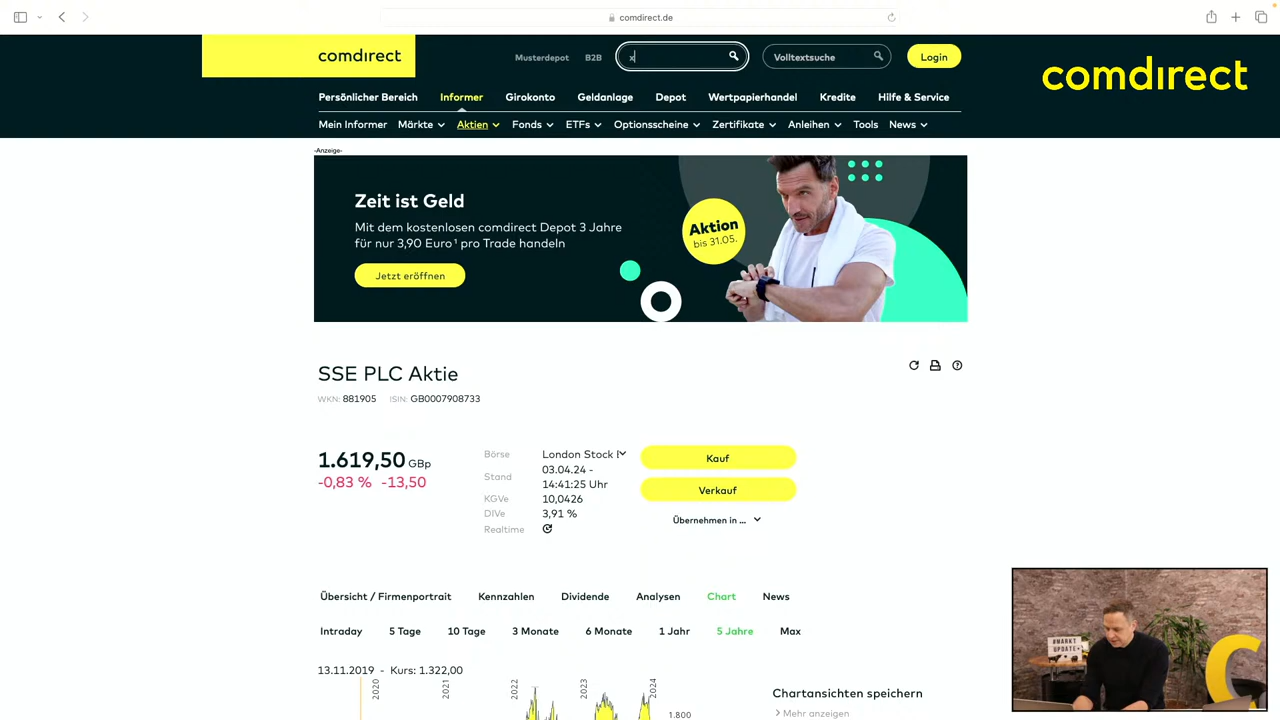 comdirect.de
comdirect
Musterdepot B2B x Volltextsuche Login
comdirect
Persönlicher Bereich Informer Girokonto Geldanlage Depot Wertpapierhandel Kredite Hilfe & Service
Mein Informer Märkte Aktien Fonds ETFs Optionsscheine Zertifikate Anleihen Tools News
-Anzeige-
Zeit ist Geld
Mit dem kostenlosen comdirect Depot 3 Jahre
für nur 3,90 Euro¹ pro Trade handeln
Jetzt eröffnen
Aktion
bis 31.05.
SSE PLC Aktie
WKN: 881905 ISIN: GB0007908733
1.619,50 GBp
-0,83 % -13,50
Börse London Stock
Stand 03.04.24 -
14:41:25 Uhr
KGVe 10,0426
DIVe 3,91 %
Realtime
Kauf
Verkauf
Übernehmen in ...
Übersicht / Firmenportrait Kennzahlen Dividende Analysen Chart News
Intraday 5 Tage 10 Tage 3 Monate 6 Monate 1 Jahr 5 Jahre Max
13.11.2019 - Kurs: 1.322,00
2020 2021 2022 2023 2024
1.800
Chartansichten speichern
Mehr anzeigen
#MARKT
UPDATE+